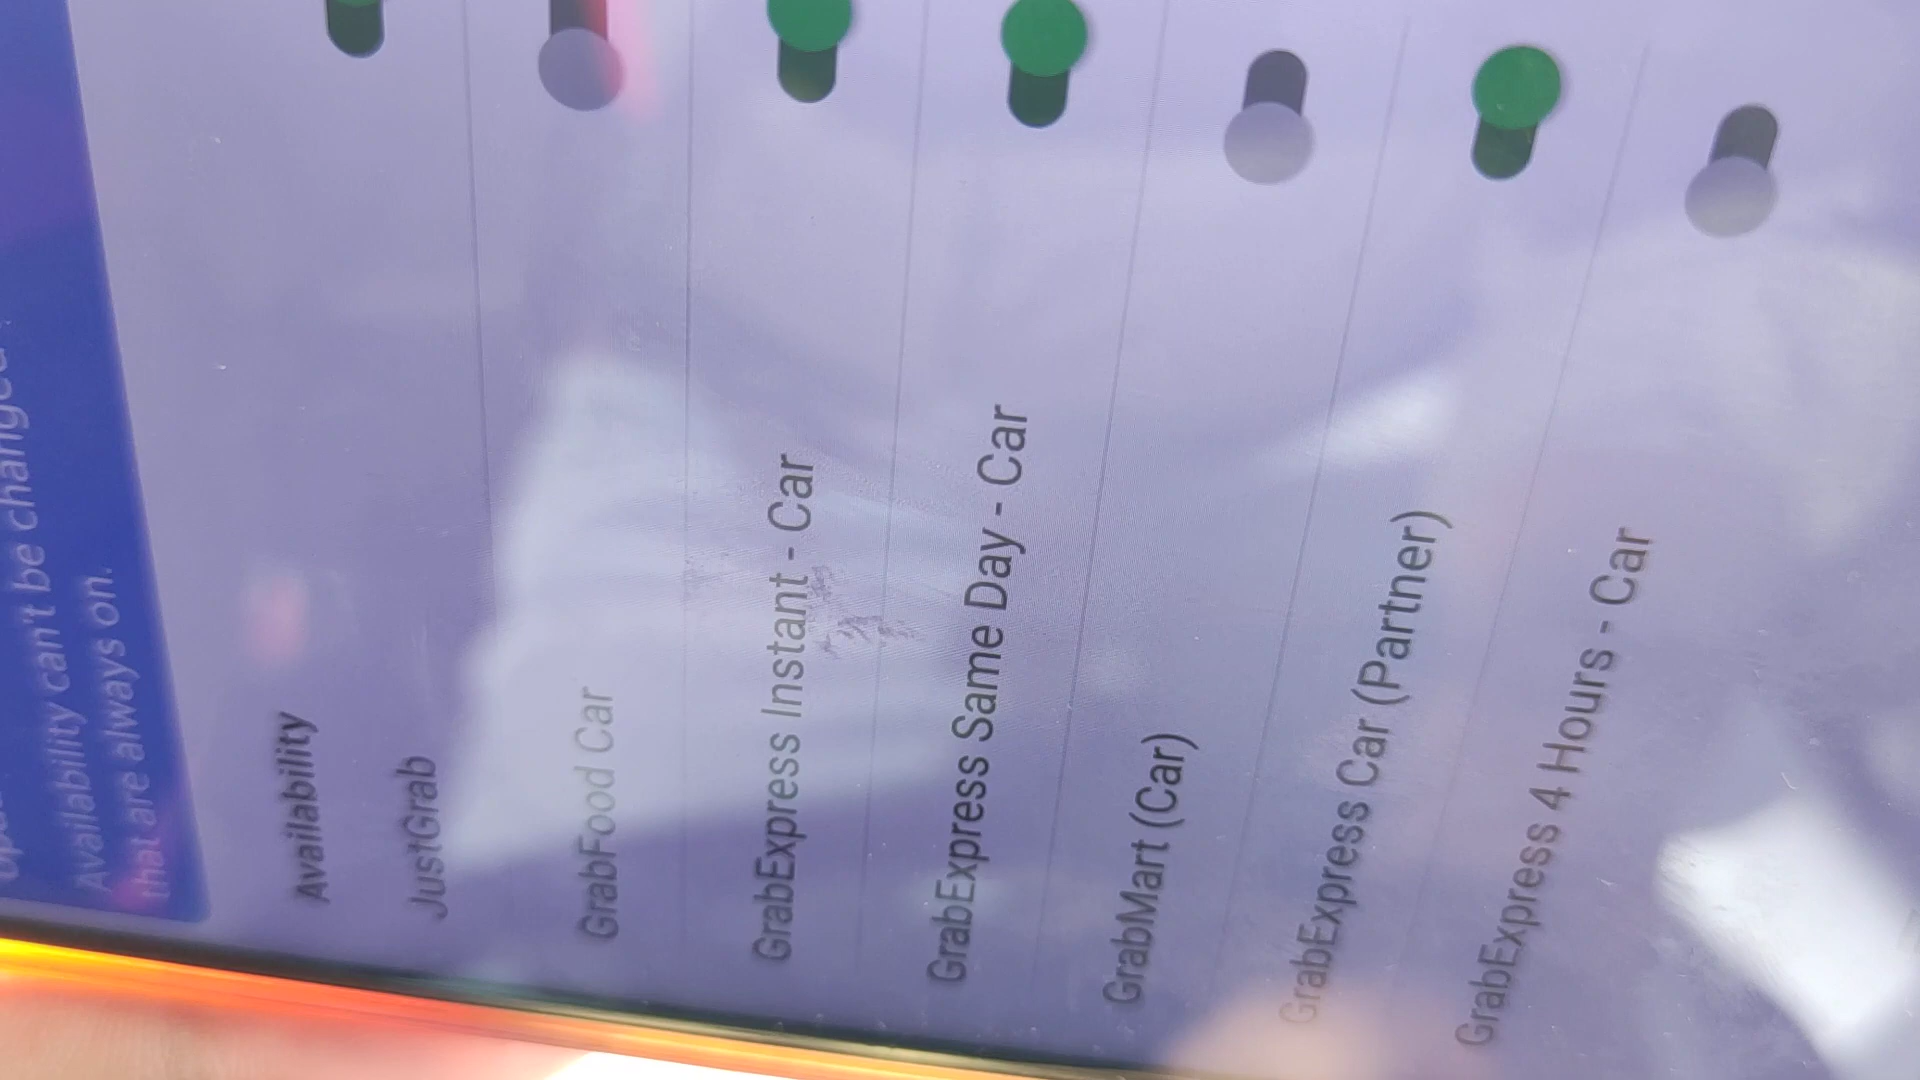 Availability can't be changed
that are always on.
Availability
JustGrab
GrabFood Car
GrabExpress Instant - Car
GrabExpress Same Day - Car
GrabMart (Car)
GrabExpress Car (Partner)
GrabExpress 4 Hours - Car